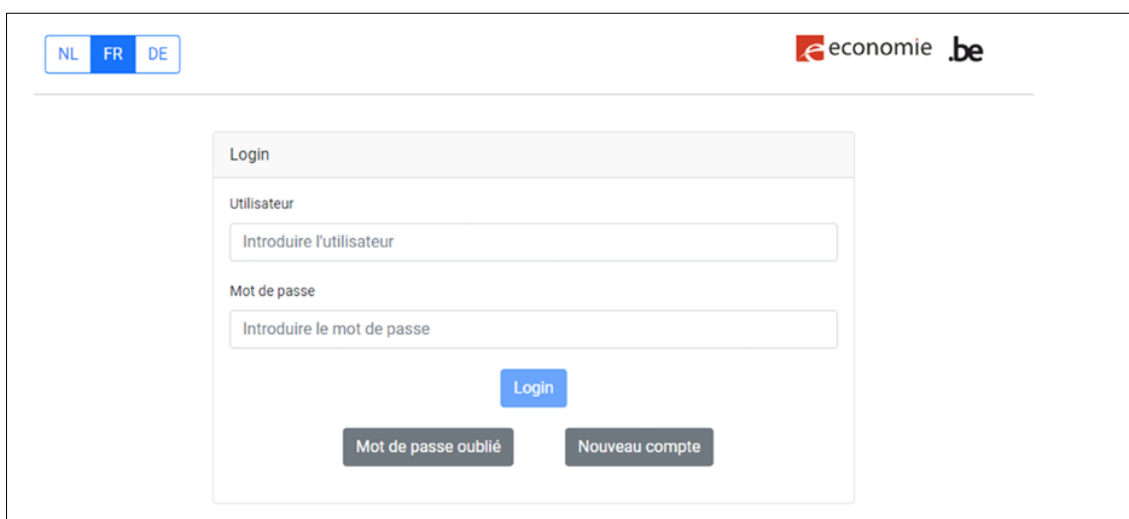 NL FR DE
economie .be
Login
Utilisateur
Introduire l'utilisateur
Mot de passe
Introduire le mot de passe
Login
Mot de passe oublié Nouveau compte